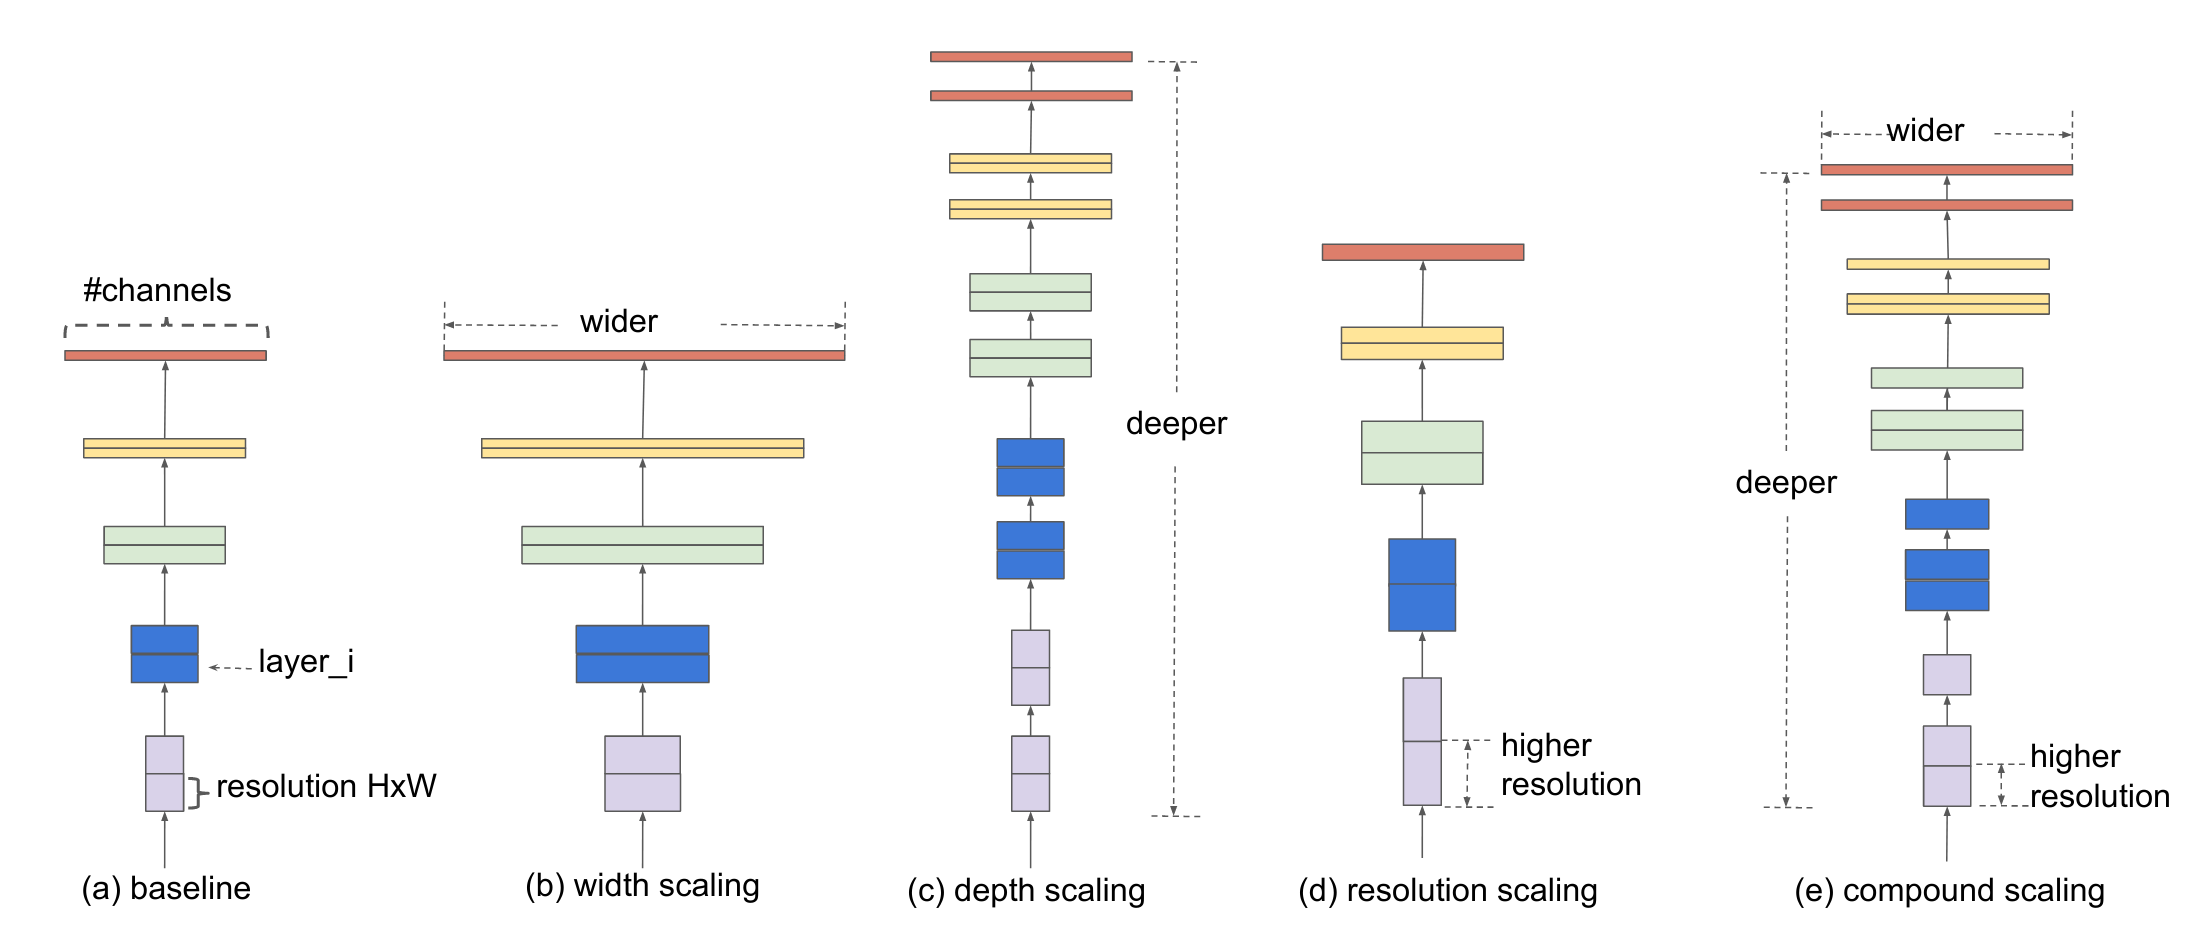 #channels
layer_i
resolution HxW
(a) baseline
wider
(b) width scaling
deeper
(c) depth scaling
higher
resolution
(d) resolution scaling
wider
deeper
higher
resolution
(e) compound scaling